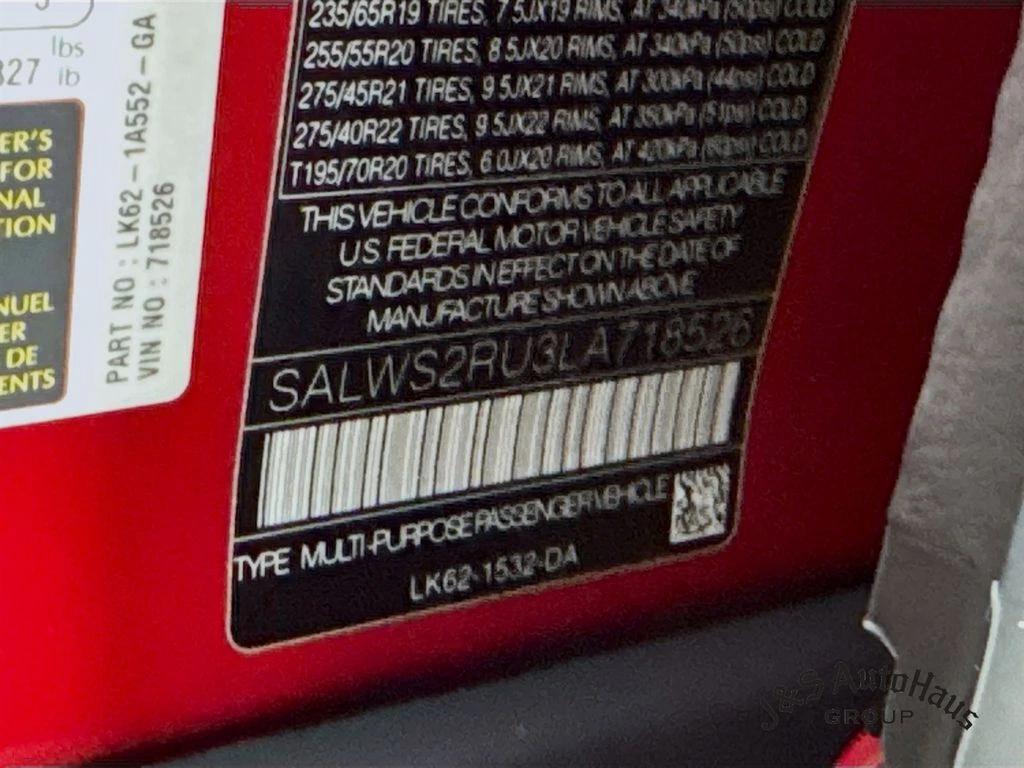 lbs
827 lb
ER'S
FOR
NAL
TION
NUEL
ER
DE
ENTS
PART NO : LK62-1A552-GA
VIN NO : 718526
235/65R19 TIRES, 7.5JX19 RIMS, AT 340kPa (50psi) COLD
255/55R20 TIRES, 8.5JX20 RIMS, AT 340kPa (50psi) COLD
275/45R21 TIRES, 9.5JX21 RIMS, AT 300kPa (44psi) COLD
275/40R22 TIRES, 9.5JX22 RIMS, AT 350kPa (51psi) COLD
T195/70R20 TIRES, 6.0JX20 RIMS, AT 420kPa (60psi) COLD
THIS VEHICLE CONFORMS TO ALL APPLICABLE
U.S. FEDERAL MOTOR VEHICLE SAFETY
STANDARDS IN EFFECT ON THE DATE OF
MANUFACTURE SHOWN ABOVE
SALWS2RU3LA718526
TYPE MULTI-PURPOSE PASSENGER VEHICLE
LK62-1532-DA
J&S AutoHaus
GROUP